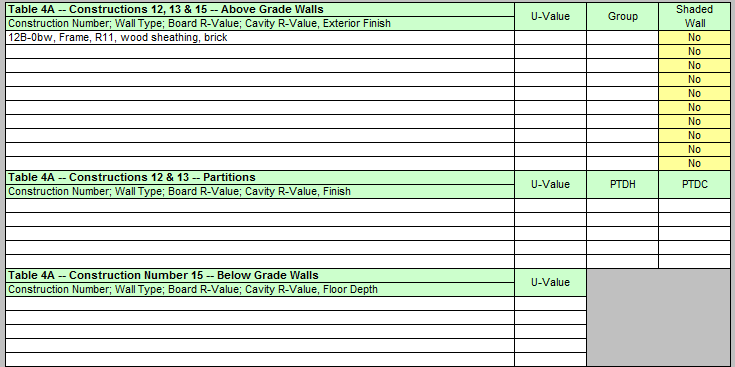 Table 4A -- Constructions 12, 13 & 15 -- Above Grade Walls
Construction Number; Wall Type; Board R-Value; Cavity R-Value, Exterior Finish
U-Value
Group
Shaded
Wall
12B-0bw, Frame, R11, wood sheathing, brick
No
No
No
No
No
No
No
No
No
No
Table 4A -- Constructions 12 & 13 -- Partitions
Construction Number; Wall Type; Board R-Value; Cavity R-Value, Finish
U-Value
PTDH
PTDC
Table 4A -- Construction Number 15 -- Below Grade Walls
Construction Number; Wall Type; Board R-Value; Cavity R-Value, Floor Depth
U-Value